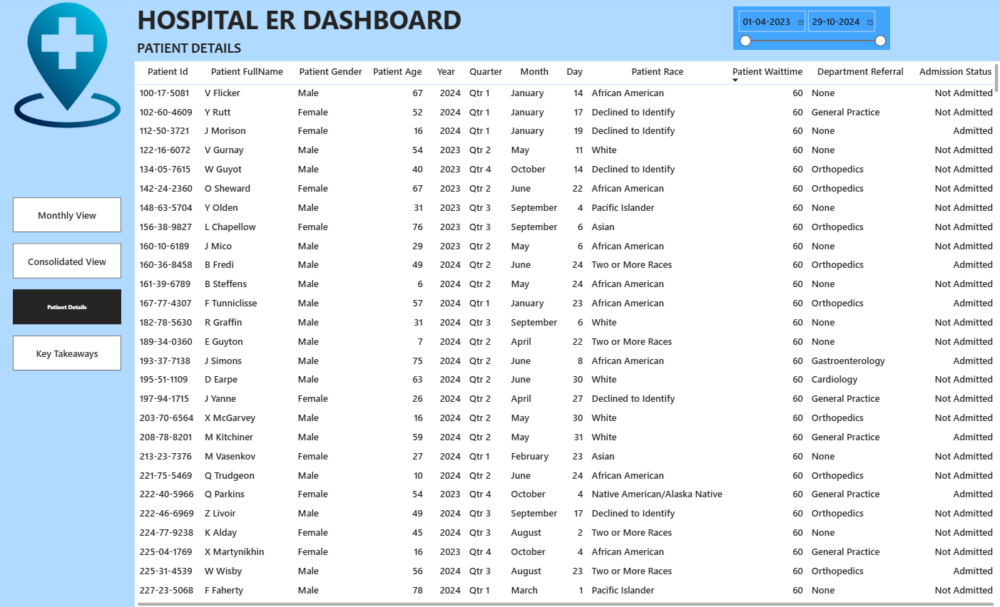 HOSPITAL ER DASHBOARD
01-04-2023 29-10-2024
PATIENT DETAILS
Patient Id Patient FullName Patient Gender Patient Age Year Quarter Month Day Patient Race Patient Waittime Department Referral Admission Status
100-17-5081 V Flicker Male 67 2024 Qtr 1 January 14 African American 60 None Not Admitted
102-60-4609 Y Rutt Female 52 2024 Qtr 1 January 17 Declined to Identify 60 General Practice Not Admitted
112-50-3721 J Morison Female 16 2024 Qtr 1 January 19 Declined to Identify 60 None Admitted
122-16-6072 V Gurnay Male 54 2023 Qtr 2 May 11 White 60 None Not Admitted
134-05-7615 W Guyot Male 40 2023 Qtr 4 October 14 Declined to Identify 60 Orthopedics Not Admitted
142-24-2360 O Sheward Female 67 2023 Qtr 2 June 22 African American 60 Orthopedics Not Admitted
148-63-5704 Y Olden Male 31 2023 Qtr 3 September 4 Pacific Islander 60 None Not Admitted
156-38-9827 L Chapellow Female 76 2023 Qtr 3 September 6 Asian 60 Orthopedics Not Admitted
160-10-6189 J Mico Male 29 2023 Qtr 2 May 6 African American 60 None Not Admitted
160-36-8458 B Fredi Male 49 2024 Qtr 2 June 24 Two or More Races 60 Orthopedics Admitted
161-39-6789 B Steffens Male 6 2024 Qtr 2 May 24 African American 60 None Not Admitted
167-77-4307 F Tunniclisse Male 57 2024 Qtr 1 January 23 African American 60 Orthopedics Admitted
182-78-5630 R Graffin Male 31 2024 Qtr 3 September 6 White 60 None Not Admitted
189-34-0360 E Guyton Male 7 2024 Qtr 2 April 22 Two or More Races 60 None Not Admitted
193-37-7138 J Simons Male 75 2024 Qtr 2 June 8 African American 60 Gastroenterology Admitted
195-51-1109 D Earpe Male 63 2024 Qtr 2 June 30 White 60 Cardiology Not Admitted
197-94-1715 J Yanne Female 26 2024 Qtr 2 April 27 Declined to Identify 60 General Practice Not Admitted
203-70-6564 X McGarvey Male 16 2024 Qtr 2 May 30 White 60 Orthopedics Not Admitted
208-78-8201 M Kitchiner Male 59 2024 Qtr 2 May 31 White 60 General Practice Admitted
213-23-7376 M Vasenkov Female 27 2024 Qtr 1 February 23 Asian 60 None Not Admitted
221-75-5469 Q Trudgeon Male 10 2024 Qtr 2 June 24 African American 60 Orthopedics Not Admitted
222-40-5966 Q Parkins Female 54 2023 Qtr 4 October 4 Native American/Alaska Native 60 General Practice Admitted
222-46-6969 Z Livoir Male 49 2024 Qtr 3 September 17 Declined to Identify 60 Orthopedics Not Admitted
224-77-9238 K Alday Female 45 2024 Qtr 3 August 2 Two or More Races 60 None Not Admitted
225-04-1769 X Martynikhin Female 16 2023 Qtr 4 October 4 African American 60 General Practice Not Admitted
225-31-4539 W Wisby Male 56 2024 Qtr 3 August 23 Two or More Races 60 Orthopedics Admitted
227-23-5068 F Faherty Male 78 2024 Qtr 1 March 1 Pacific Islander 60 None Not Admitted
Monthly View
Consolidated View
Patient Details
Key Takeaways